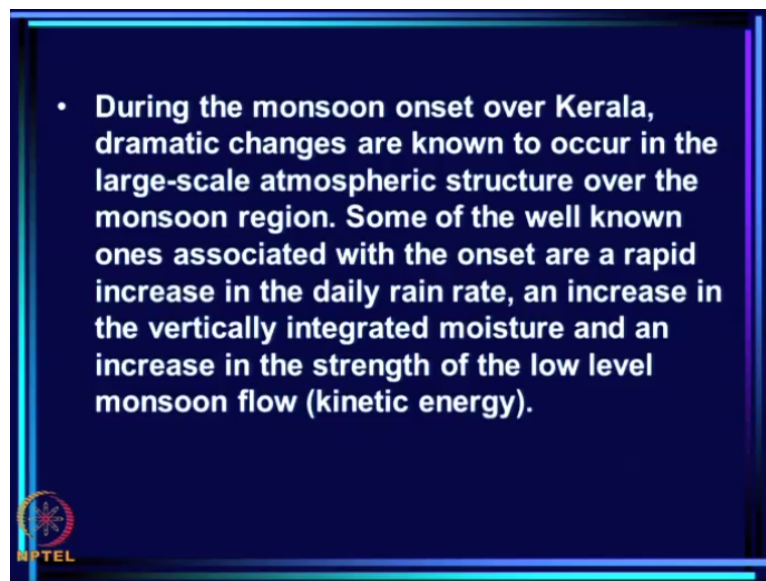 • During the monsoon onset over Kerala,
dramatic changes are known to occur in the
large-scale atmospheric structure over the
monsoon region. Some of the well known
ones associated with the onset are a rapid
increase in the daily rain rate, an increase in
the vertically integrated moisture and an
increase in the strength of the low level
monsoon flow (kinetic energy).
NPTEL